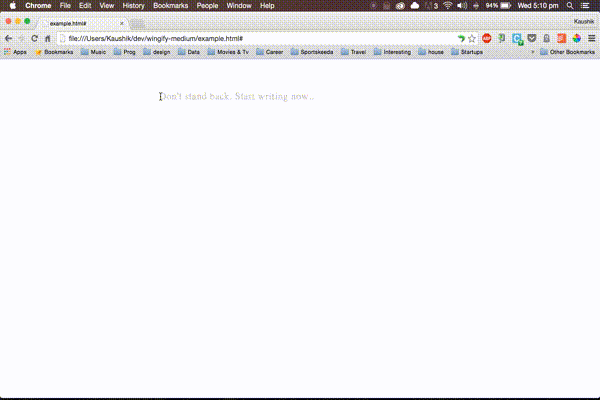 Chrome File Edit View History Bookmarks People Window Help 3 94% Wed 5:10 pm
example.html# Kaushik
file:///Users/Kaushik/dev/wingify-medium/example.html#
Apps Bookmarks Music Prog design Data Movies & Tv Career Sportskeeda Travel Interesting house Startups » Other Bookmarks
Don't stand back. Start writing now..